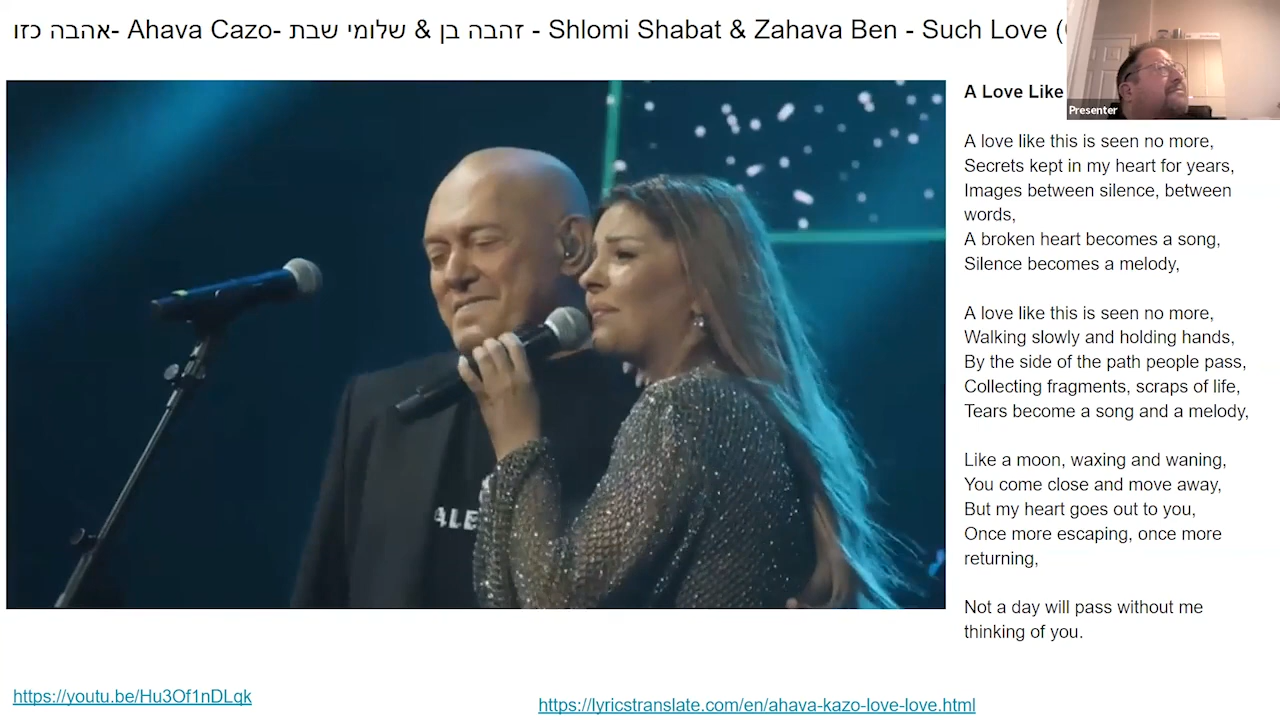 אהבה כזו- Ahava Cazo- זהבה בן & שלומי שבת - Shlomi Shabat & Zahava Ben - Such Love (
A Love Like
Presenter
A love like this is seen no more,
Secrets kept in my heart for years,
Images between silence, between
words,
A broken heart becomes a song,
Silence becomes a melody,
A love like this is seen no more,
Walking slowly and holding hands,
By the side of the path people pass,
Collecting fragments, scraps of life,
Tears become a song and a melody,
Like a moon, waxing and waning,
You come close and move away,
But my heart goes out to you,
Once more escaping, once more
returning,
Not a day will pass without me
thinking of you.
ALE
https://youtu.be/Hu3Of1nDLqk
https://lyricstranslate.com/en/ahava-kazo-love-love.html